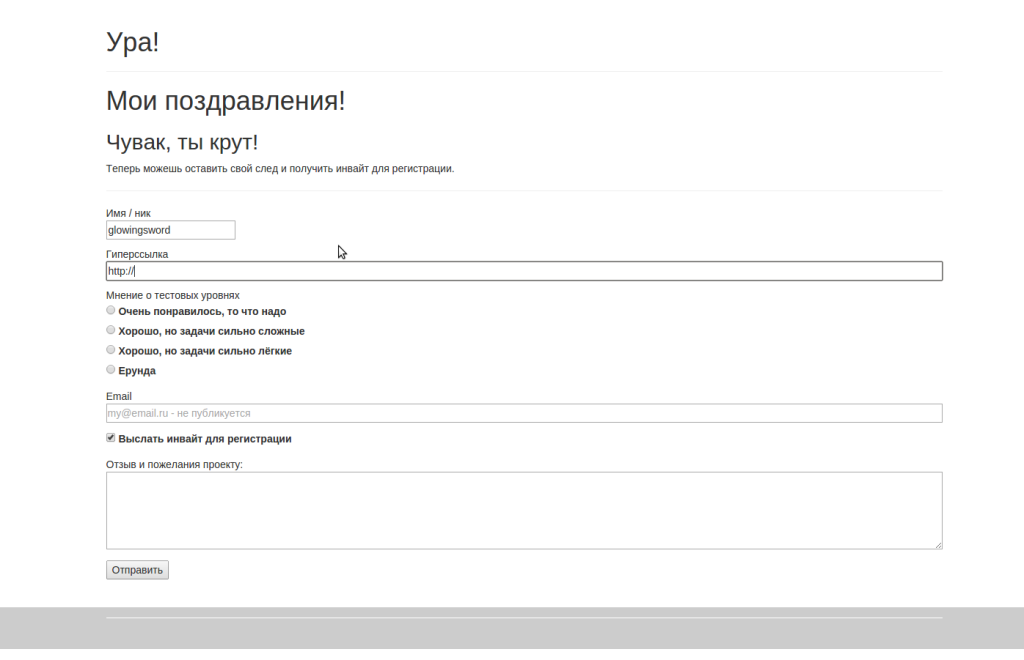 Ура!
Мои поздравления!
Чувак, ты крут!
Теперь можешь оставить свой след и получить инвайт для регистрации.
Имя / ник
glowingsword
Гиперссылка
http://
Мнение о тестовых уровнях
Очень понравилось, то что надо
Хорошо, но задачи сильно сложные
Хорошо, но задачи сильно лёгкие
Ерунда
Email
my@email.ru - не публикуется
Выслать инвайт для регистрации
Отзыв и пожелания проекту:
Отправить